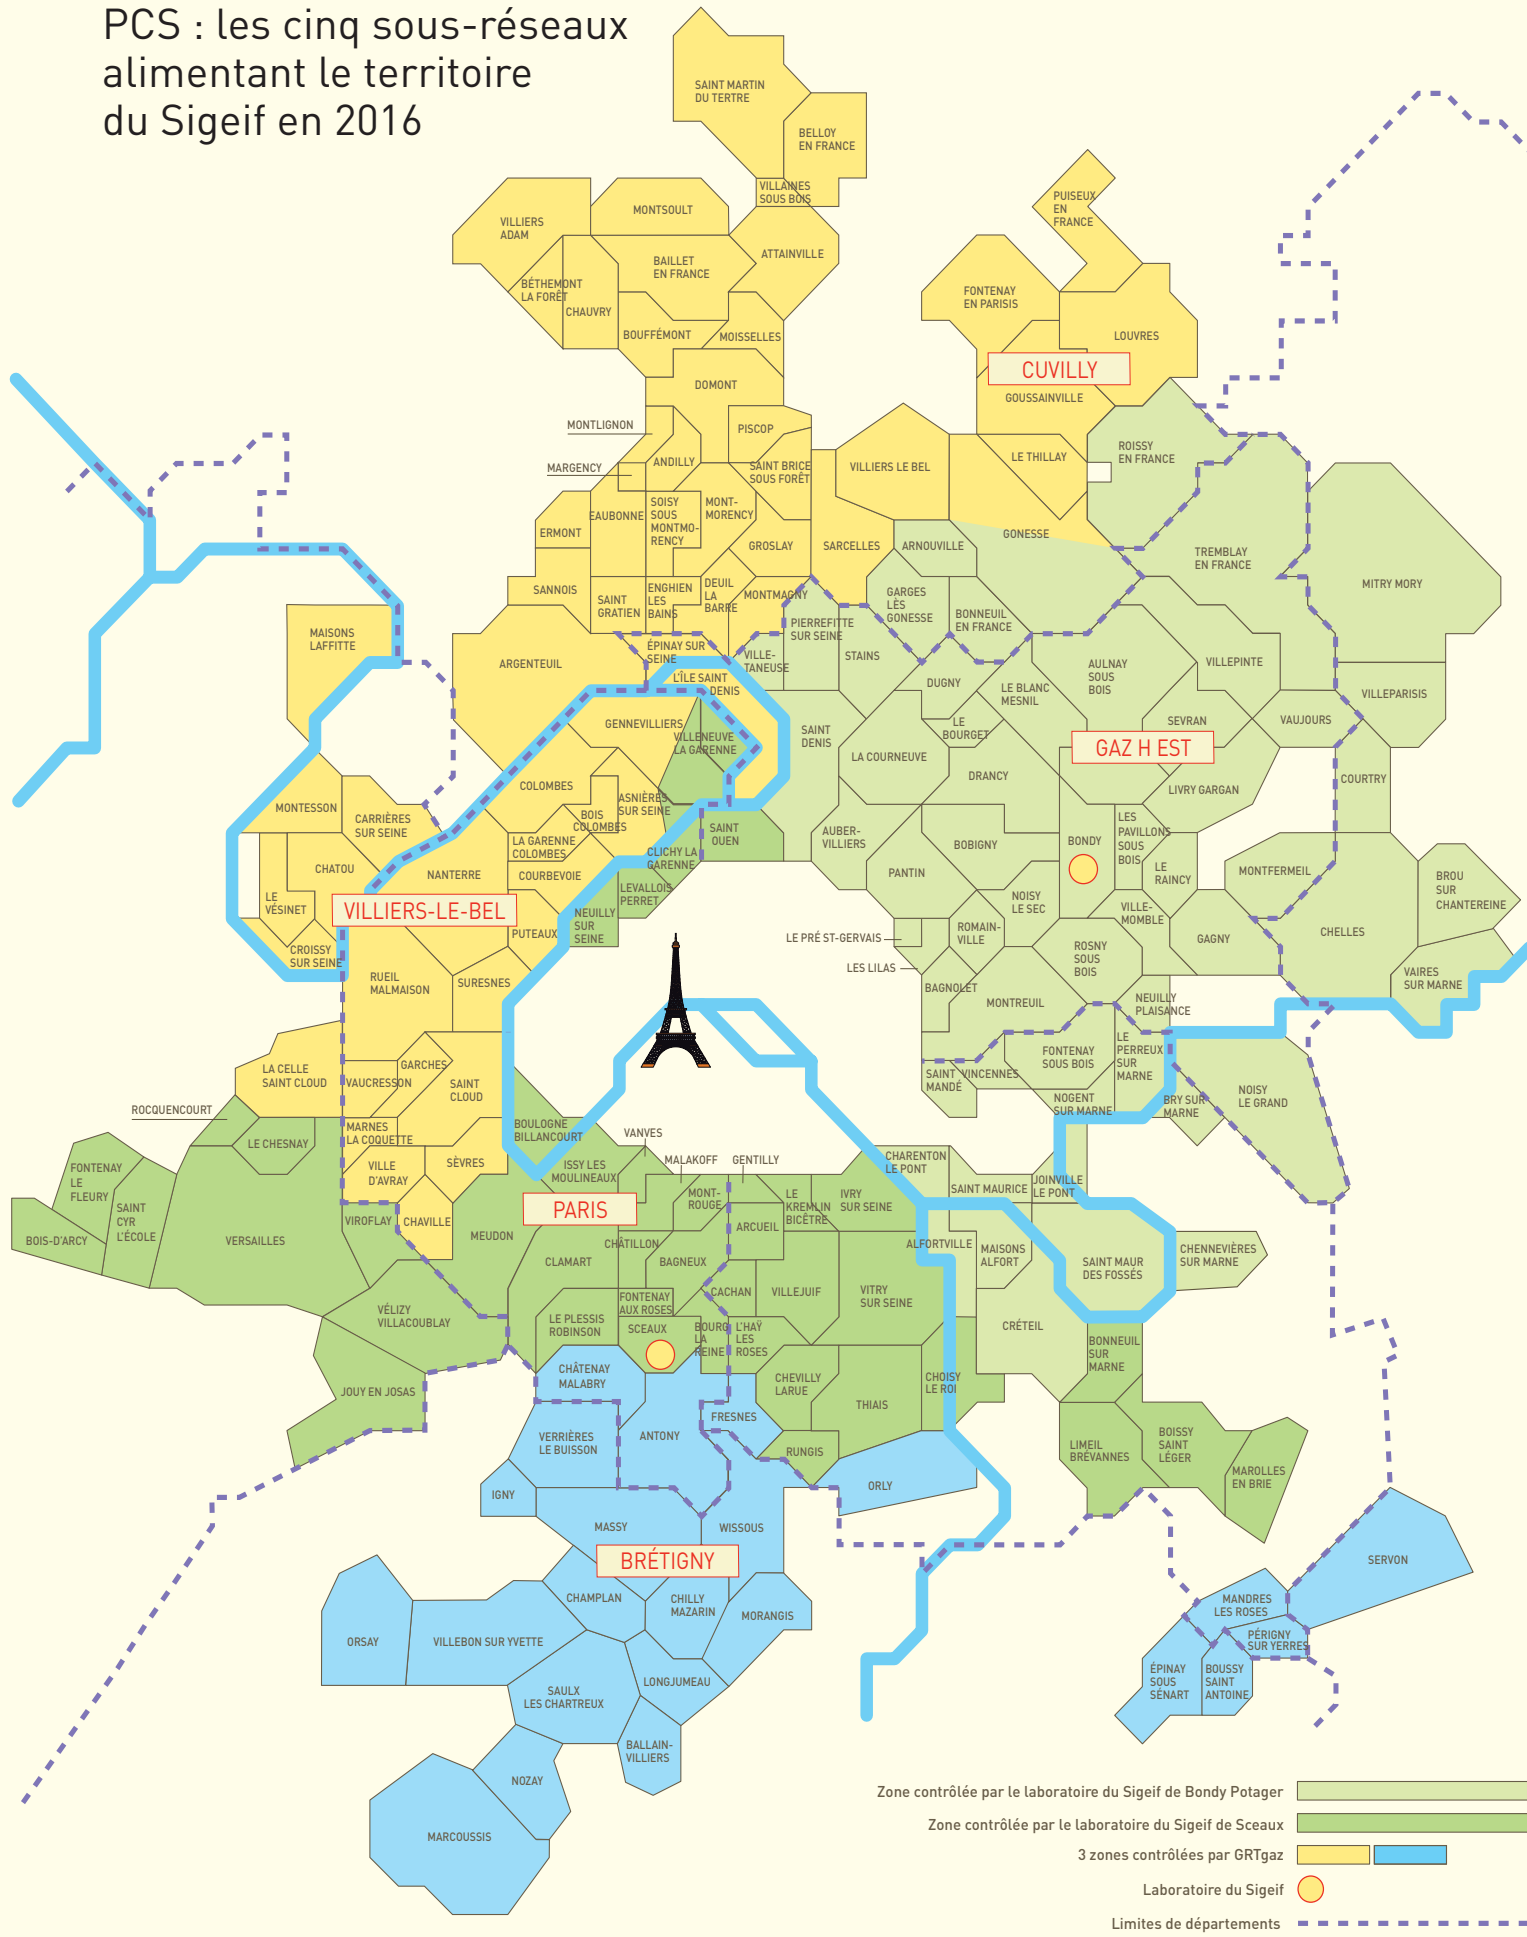 PCS : les cinq sous-réseaux
alimentant le territoire
du Sigeif en 2016
SAINT MARTIN
DU TERTRE
BELLOY
EN FRANCE
VILLAINES
SOUS BOIS
VILLIERS
ADAM
MONTSOULT
BAILLET
EN FRANCE
ATTAINVILLE
BÉTHEMONT
LA FORÊT
CHAUVRY
BOUFFÉMONT
MOISSELLES
PUISEUX
EN
FRANCE
FONTENAY
EN PARISIS
LOUVRES
CUVILLY
GOUSSAINVILLE
DOMONT
MONTLIGNON
PISCOP
MARGENCY
ANDILLY
SAINT BRICE
SOUS FORÊT
VILLIERS LE BEL
LE THILLAY
ROISSY
EN FRANCE
EAUBONNE
SOISY
SOUS
MONTMO-
RENCY
MONT-
MORENCY
ERMONT
GROSLAY
SARCELLES
ARNOUVILLE
GONESSE
TREMBLAY
EN FRANCE
MITRY MORY
SANNOIS
SAINT
GRATIEN
ENGHIEN
LES
BAINS
DEUIL
LA
BARRE
MONTMAGNY
GARGES
LÈS
GONESSE
BONNEUIL
EN FRANCE
PIERREFITTE
SUR SEINE
MAISONS
LAFFITTE
ARGENTEUIL
ÉPINAY SUR
SEINE
VILLE-
TANEUSE
STAINS
L'ÎLE SAINT
DENIS
DUGNY
LE BLANC
MESNIL
AULNAY
SOUS
BOIS
VILLEPINTE
VILLEPARISIS
GENNEVILLIERS
VILLENEUVE
LA GARENNE
SAINT
DENIS
LE
BOURGET
SEVRAN
VAUJOURS
GAZ H EST
LA COURNEUVE
DRANCY
LIVRY GARGAN
COURTRY
COLOMBES
ASNIÈRES
SUR SEINE
BOIS
COLOMBES
MONTESSON
CARRIÈRES
SUR SEINE
LA GARENNE
COLOMBES
SAINT
OUEN
AUBER-
VILLIERS
BOBIGNY
BONDY
LES
PAVILLONS
SOUS
BOIS
CHATOU
NANTERRE
COURBEVOIE
CLICHY LA
GARENNE
LEVALLOIS
PERRET
PANTIN
NOISY
LE SEC
LE
RAINCY
MONTFERMEIL
BROU
SUR
CHANTEREINE
LE
VÉSINET
VILLIERS-LE-BEL
NEUILLY
SUR
SEINE
PUTEAUX
LE PRÉ ST-GERVAIS
ROMAIN-
VILLE
VILLE-
MOMBLE
GAGNY
CHELLES
CROISSY
SUR SEINE
RUEIL
MALMAISON
SURESNES
LES LILAS
ROSNY
SOUS
BOIS
VAIRES
SUR MARNE
BAGNOLET
MONTREUIL
NEUILLY
PLAISANCE
LA CELLE
SAINT CLOUD
VAUCRESSON
GARCHES
SAINT
CLOUD
SAINT
MANDÉ
VINCENNES
FONTENAY
SOUS BOIS
LE
PERREUX
SUR
MARNE
NOGENT
SUR MARNE
BRY SUR
MARNE
NOISY
LE GRAND
ROCQUENCOURT
LE CHESNAY
MARNES
LA COQUETTE
BOULOGNE
BILLANCOURT
VANVES
ISSY LES
MOULINEAUX
MALAKOFF
GENTILLY
CHARENTON
LE PONT
FONTENAY
LE
FLEURY
SAINT
CYR
L'ÉCOLE
VILLE
D'AVRAY
SÈVRES
SAINT MAURICE
JOINVILLE
LE PONT
PARIS
MONT-
ROUGE
LE
KREMLIN
BICÊTRE
IVRY
SUR SEINE
BOIS-D'ARCY
VERSAILLES
VIROFLAY
CHAVILLE
MEUDON
ARCUEIL
CHÂTILLON
ALFORTVILLE
MAISONS
ALFORT
SAINT MAUR
DES FOSSÉS
CHENNEVIÈRES
SUR MARNE
CLAMART
BAGNEUX
CACHAN
VILLEJUIF
VITRY
SUR SEINE
VÉLIZY
VILLACOUBLAY
FONTENAY
AUX ROSES
LE PLESSIS
ROBINSON
SCEAUX
BOURG
LA
REINE
L'HAŸ
LES
ROSES
CRÉTEIL
BONNEUIL
SUR
MARNE
JOUY EN JOSAS
CHÂTENAY
MALABRY
CHEVILLY
LARUE
THIAIS
CHOISY
LE ROI
VERRIÈRES
LE BUISSON
ANTONY
FRESNES
RUNGIS
ORLY
LIMEIL
BRÉVANNES
BOISSY
SAINT
LÉGER
MAROLLES
EN BRIE
IGNY
MASSY
WISSOUS
BRÉTIGNY
SERVON
CHAMPLAN
CHILLY
MAZARIN
MORANGIS
MANDRES
LES ROSES
PÉRIGNY
SUR YERRES
ORSAY
VILLEBON SUR YVETTE
LONGJUMEAU
ÉPINAY
SOUS
SÉNART
BOUSSY
SAINT
ANTOINE
SAULX
LES CHARTREUX
BALLAIN-
VILLIERS
NOZAY
MARCOUSSIS
Zone contrôlée par le laboratoire du Sigeif de Bondy Potager
Zone contrôlée par le laboratoire du Sigeif de Sceaux
3 zones contrôlées par GRTgaz
Laboratoire du Sigeif
Limites de départements